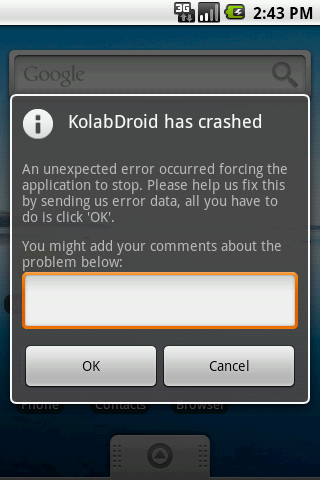 3G
2:43 PM
Google
KolabDroid has crashed
An unexpected error occurred forcing the
application to stop. Please help us fix this
by sending us error data, all you have to
do is click 'OK'.
You might add your comments about the
problem below:
OK
Cancel
Phone
Contacts
Browser